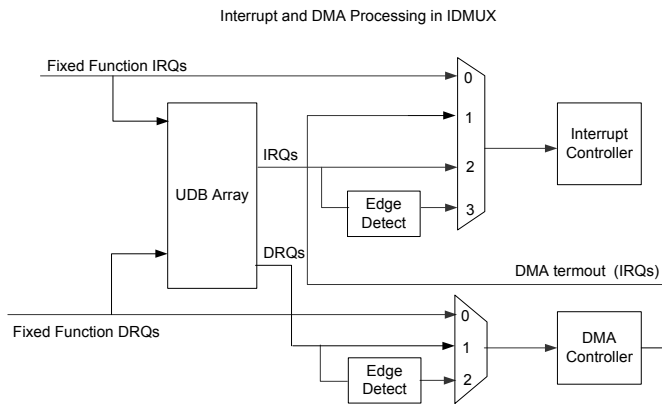 Interrupt and DMA Processing in IDMUX
Fixed Function IRQs
0
1
Interrupt
Controller
IRQs
2
UDB Array
Edge
Detect
3
DRQs
DMA termout (IRQs)
0
Fixed Function DRQs
1
DMA
Controller
Edge
Detect
2